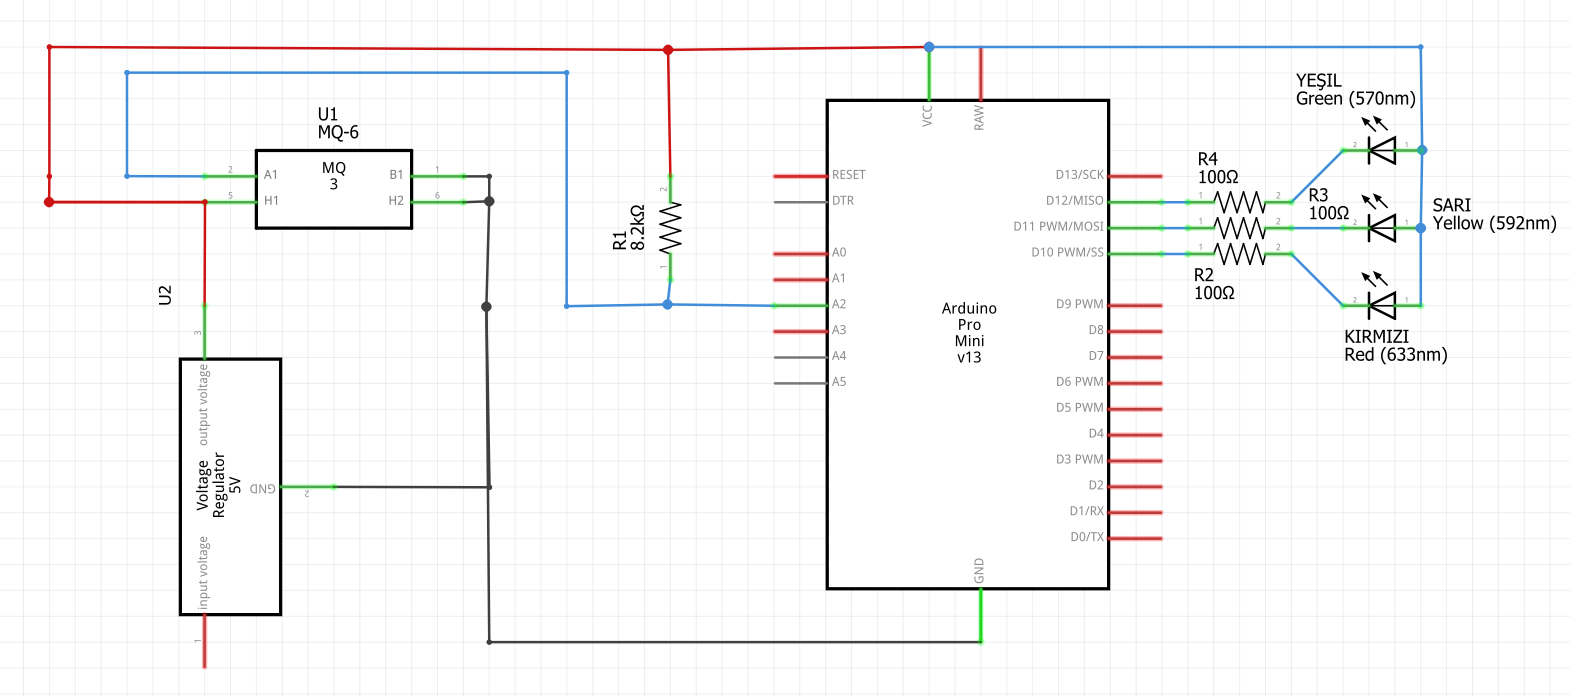 U1
MQ-6
MQ
3
2
A1
5
H1
B1
1
H2
6
U2
3
output voltage
Voltage
Regulator
5V
GND
2
input voltage
1
R1
8.2kΩ
2
1
VCC
RAW
RESET
DTR
A0
A1
A2
A3
A4
A5
Arduino
Pro
Mini
v13
D13/SCK
D12/MISO
D11 PWM/MOSI
D10 PWM/SS
D9 PWM
D8
D7
D6 PWM
D5 PWM
D4
D3 PWM
D2
D1/RX
D0/TX
GND
R4
100Ω
1
2
R3
100Ω
1
2
1
2
R2
100Ω
YEŞIL
Green (570nm)
2
1
SARI
Yellow (592nm)
2
1
2
1
KIRMIZI
Red (633nm)